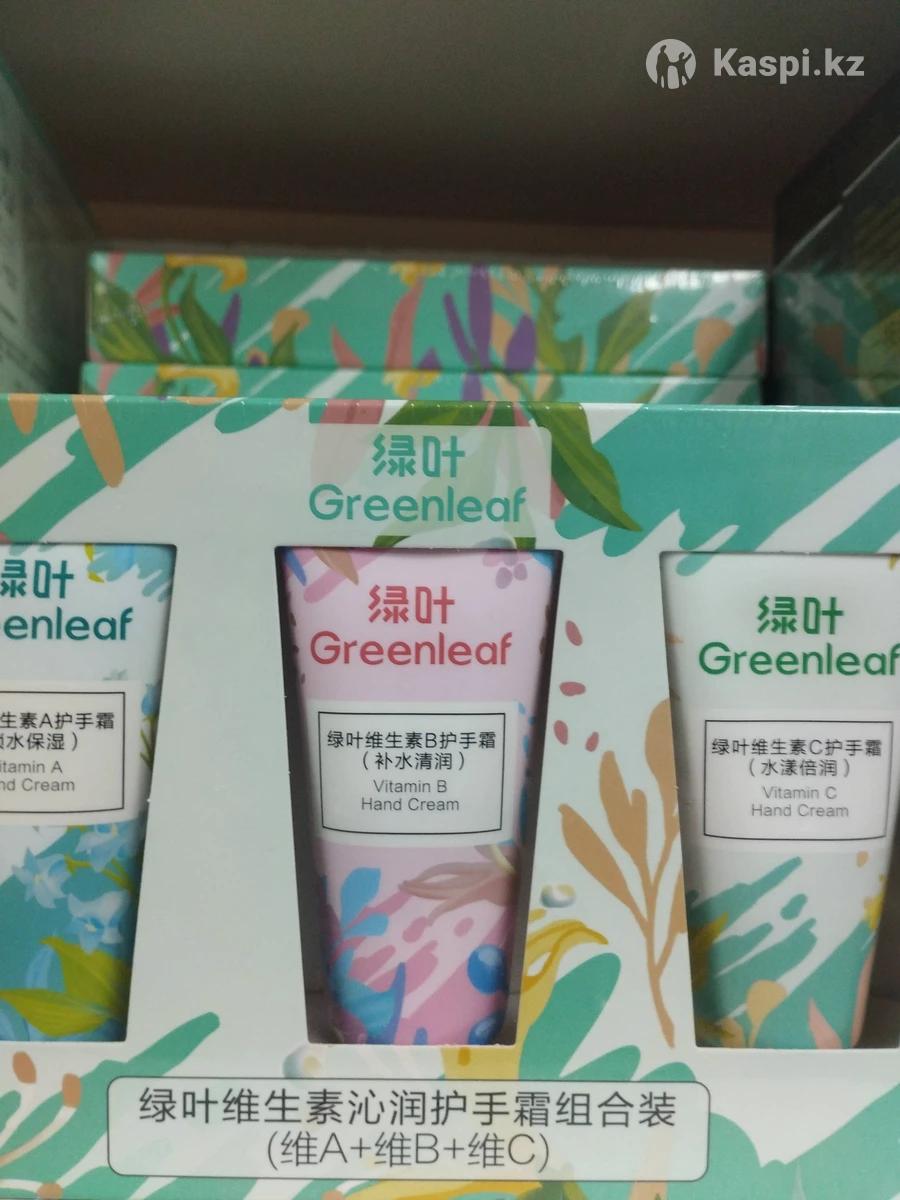 Kaspi.kz
绿叶
Greenleaf
绿叶
eenleaf
生素A护手霜
水保湿）
itamin A
nd Cream
绿叶
Greenleaf
绿叶维生素B护手霜
（补水清润）
Vitamin B
Hand Cream
绿叶
Greenleaf
绿叶维生素C护手霜
（水漾倍润）
Vitamin C
Hand Cream
绿叶维生素沁润护手霜组合装
(维A+维B+维C)